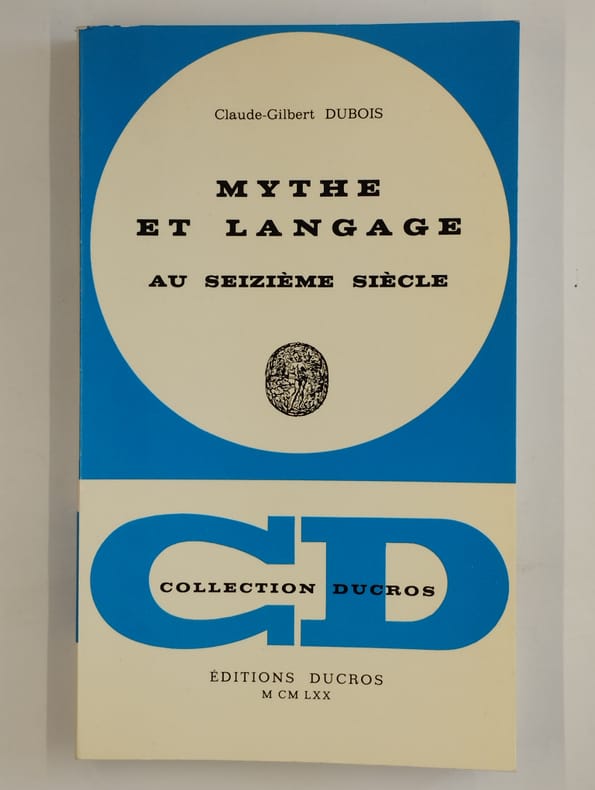 Claude-Gilbert DUBOIS
MYTHE
ET LANGAGE
AU SEIZIÈME SIÈCLE
CD
COLLECTION DUCROS
ÉDITIONS DUCROS
M CM LXX